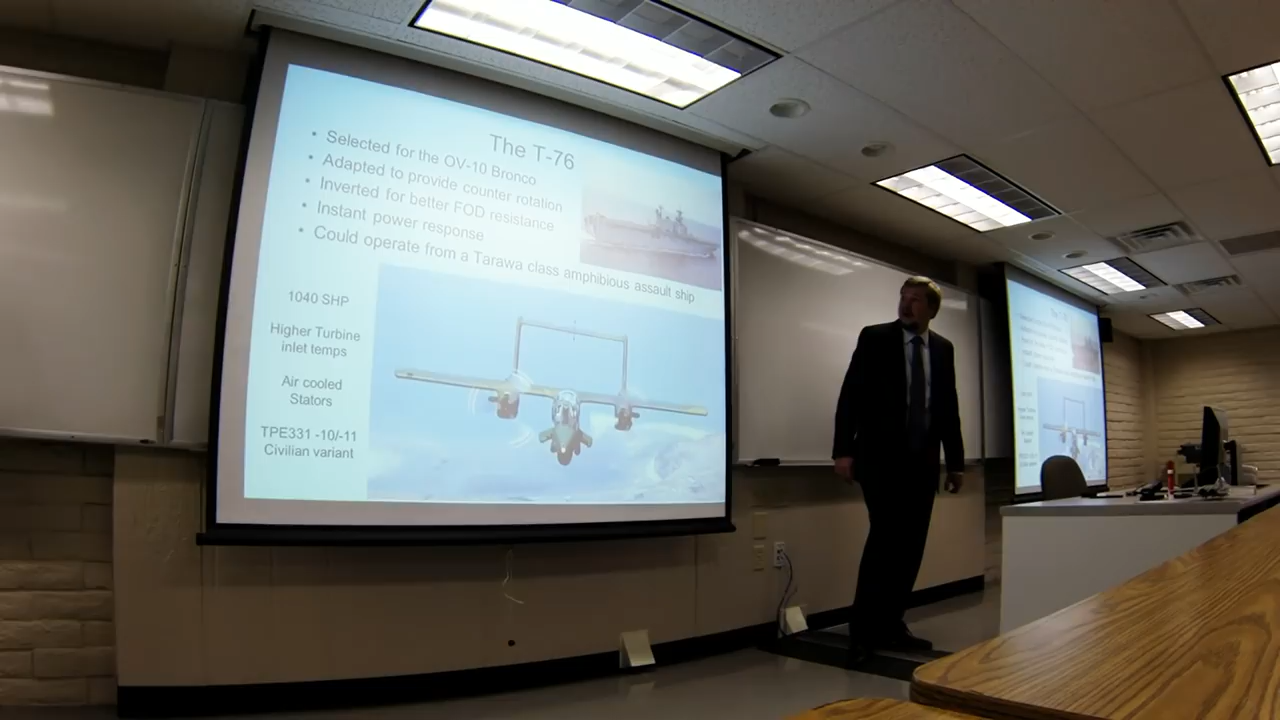 The T-76
• Selected for the OV-10 Bronco
• Adapted to provide counter rotation
• Inverted for better FOD resistance
• Instant power response
• Could operate from a Tarawa class amphibious assault ship
1040 SHP
Higher Turbine
inlet temps
Air cooled
Stators
TPE331 -10/-11
Civilian variant